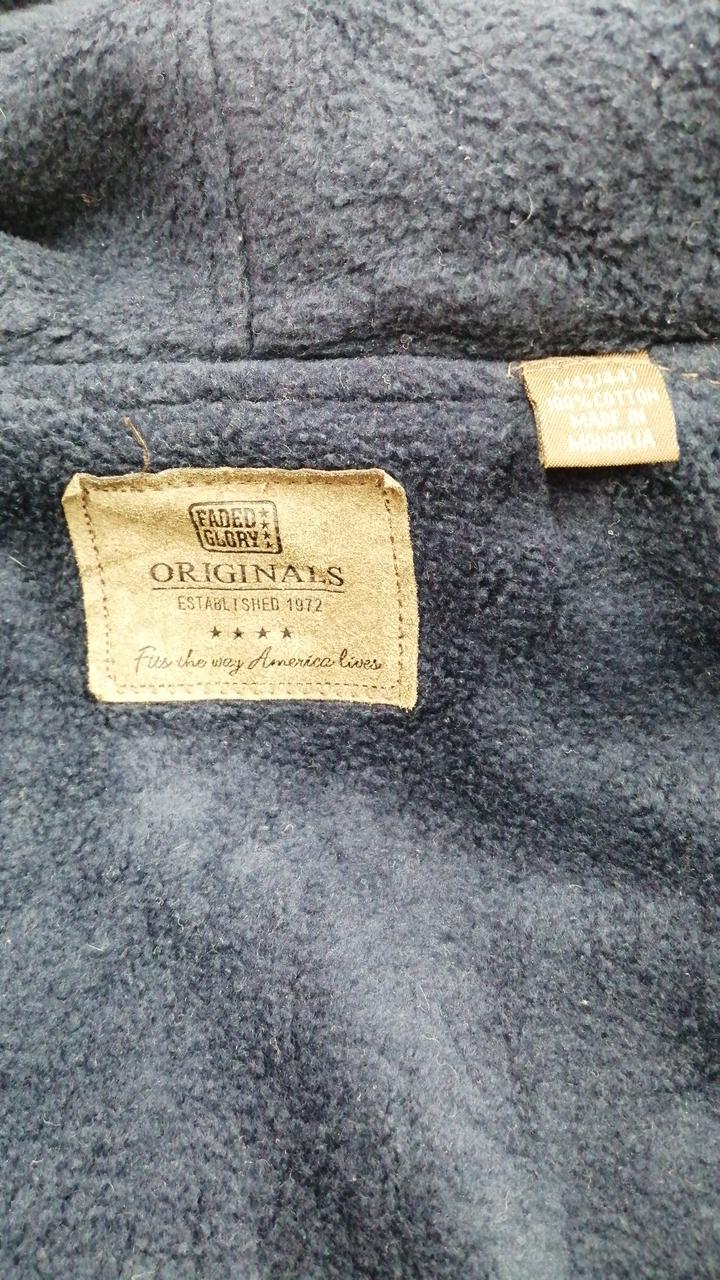 L(42/44)
100% COTTON
MADE IN
MONGOLIA
FADED
GLORY
ORIGINALS
ESTABLISHED 1972
Fits the way America lives